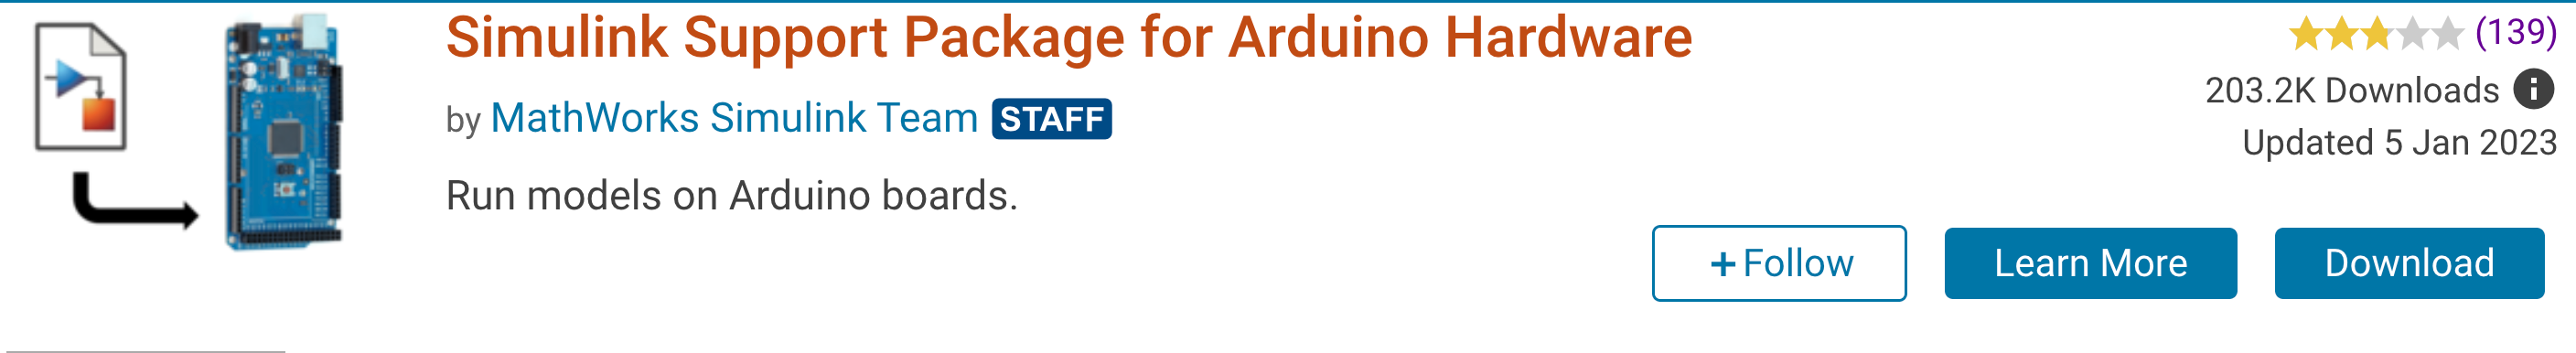 Simulink Support Package for Arduino Hardware
by MathWorks Simulink Team STAFF
Run models on Arduino boards.
(139)
203.2K Downloads
Updated 5 Jan 2023
+Follow
Learn More
Download